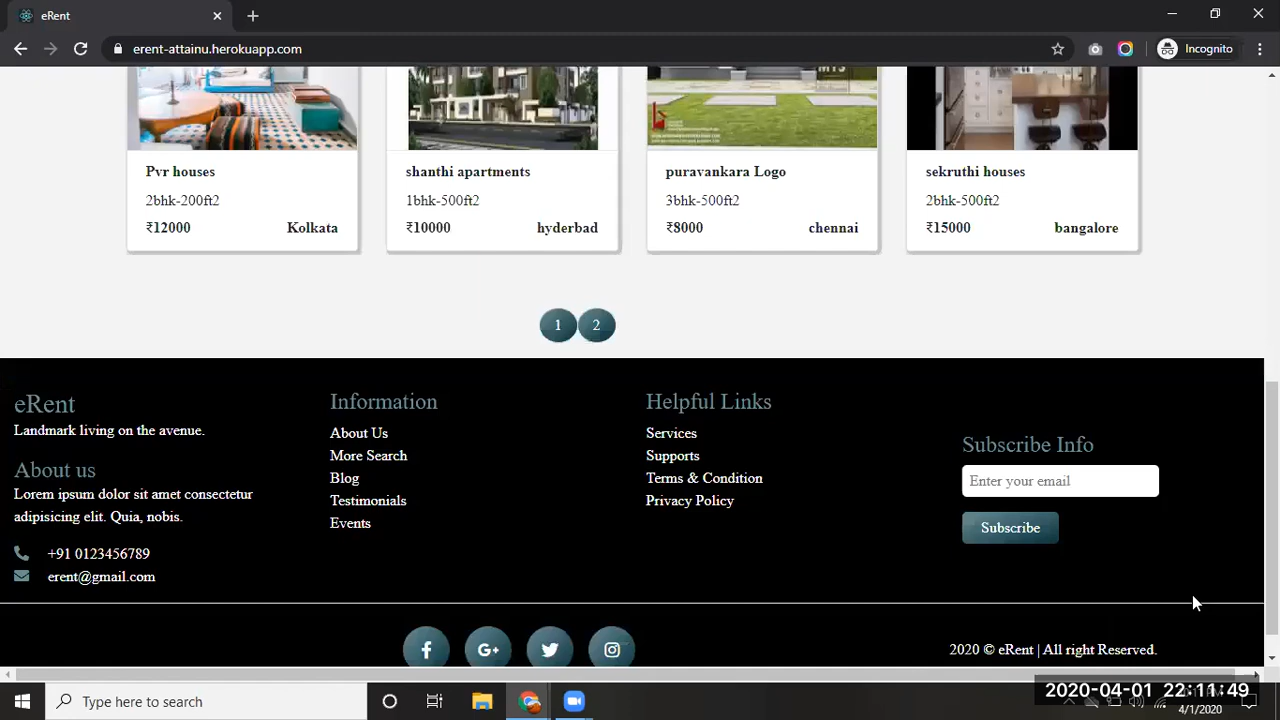 eRent
erent-attainu.herokuapp.com
Incognito
Pvr houses
2bhk-200ft2
₹12000 Kolkata
shanthi apartments
1bhk-500ft2
₹10000 hyderbad
puravankara Logo
3bhk-500ft2
₹8000 chennai
sekruthi houses
2bhk-500ft2
₹15000 bangalore
1 2
eRent
Landmark living on the avenue.
About us
Lorem ipsum dolor sit amet consectetur
adipisicing elit. Quia, nobis.
+91 0123456789
erent@gmail.com
Information
About Us
More Search
Blog
Testimonials
Events
Helpful Links
Services
Supports
Terms & Condition
Privacy Policy
Subscribe Info
Enter your email
Subscribe
G+
2020 © eRent | All right Reserved.
Type here to search
2020-04-01 22:11:49
4/1/2020